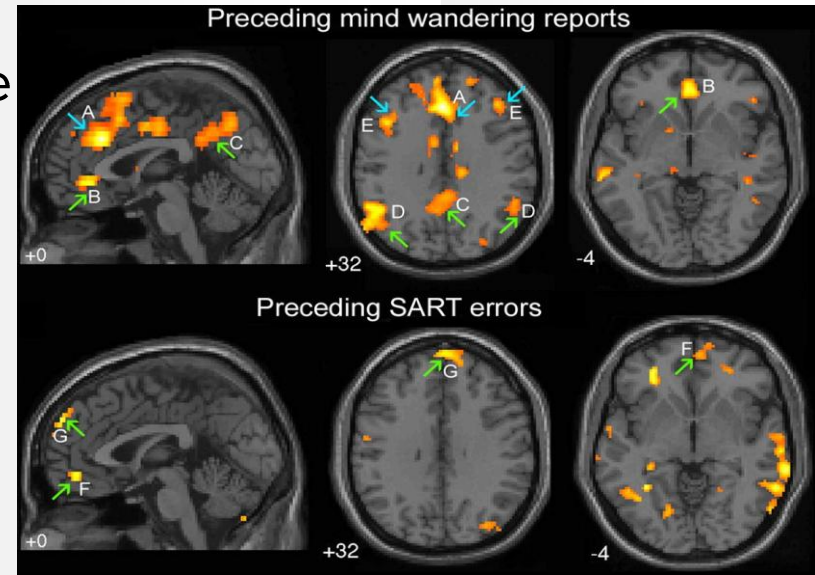 Preceding mind wandering reports
e
A
B
C
+0
A
E
E
D
C
D
+32
B
-4
Preceding SART errors
G
F
+0
G
+32
F
-4